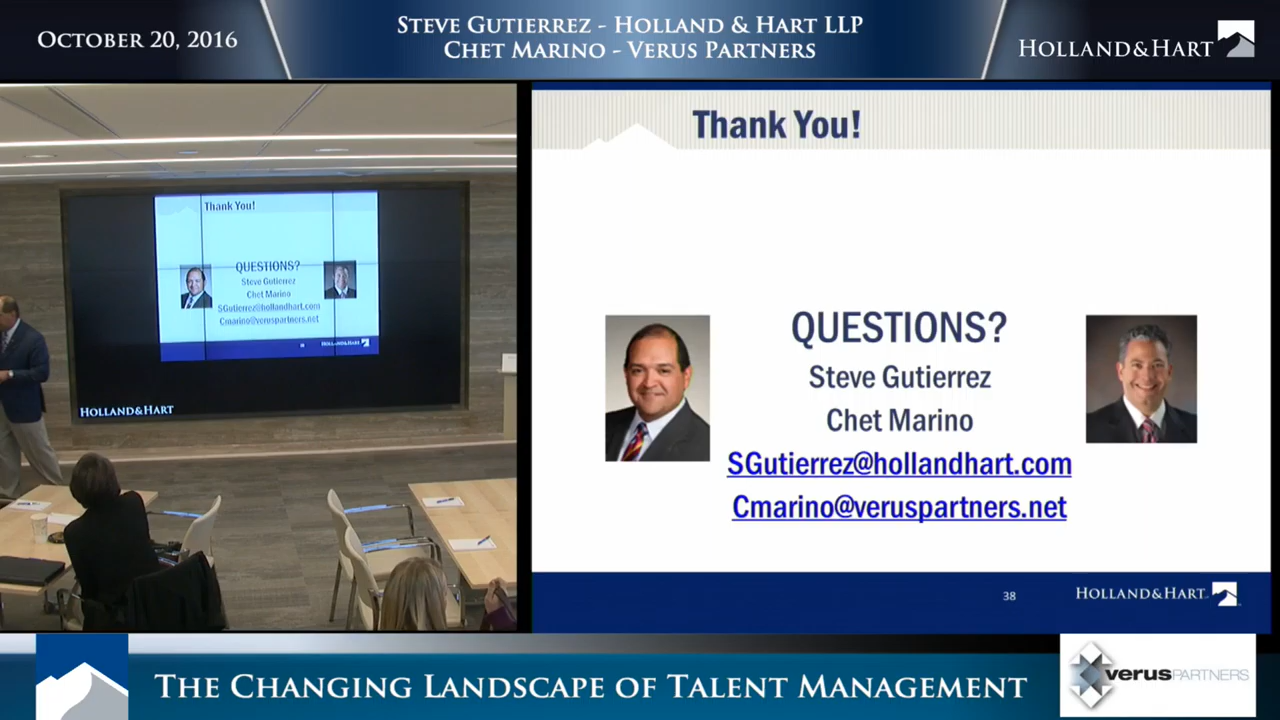 OCTOBER 20, 2016
STEVE GUTIERREZ - HOLLAND & HART LLP
CHET MARINO - VERUS PARTNERS
HOLLAND&HART
Thank You!
QUESTIONS?
Steve Gutierrez
Chet Marino
SGutierrez@hollandhart.com
Cmarino@veruspartners.net
HOLLAND&HART
HOLLAND&HART
Thank You!
QUESTIONS?
Steve Gutierrez
Chet Marino
SGutierrez@hollandhart.com
Cmarino@veruspartners.net
38
HOLLAND&HART
THE CHANGING LANDSCAPE OF TALENT MANAGEMENT
verusPARTNERS